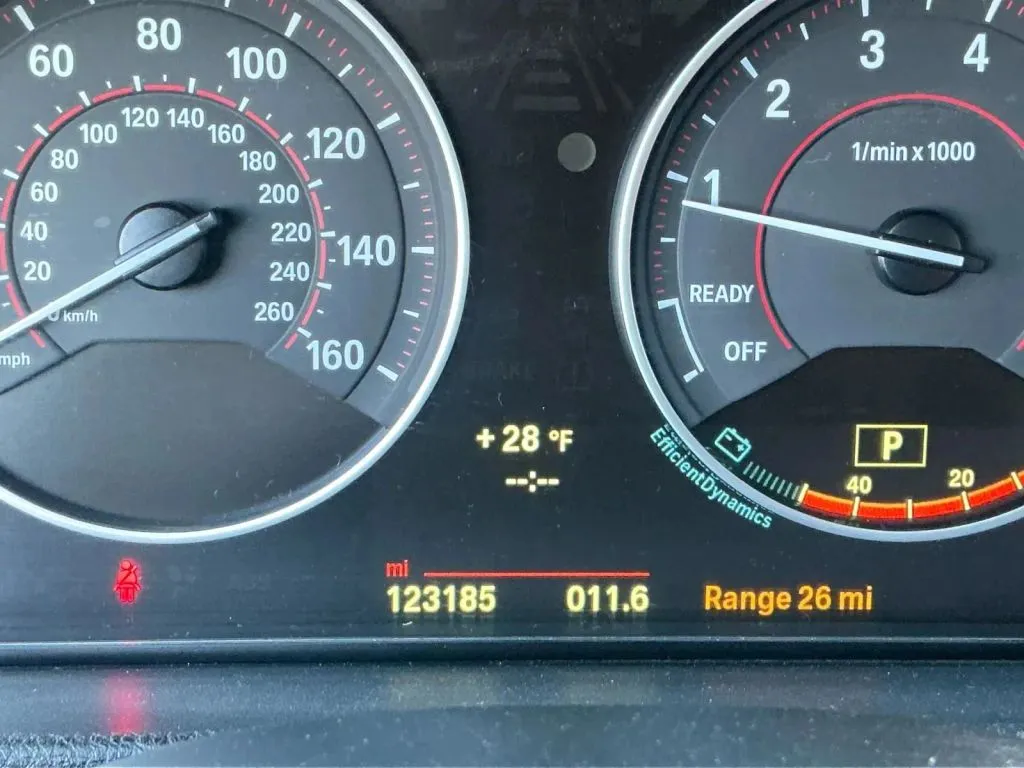 60
80
100
120
140
160
mph
20
40
60
80
100
120
140
160
180
200
220
240
260
km/h
1
2
3
4
1/min x 1000
READY
OFF
+ 28 °F
--:--
EfficientDynamics
P
40
20
mi
123185 011.6
Range 26 mi